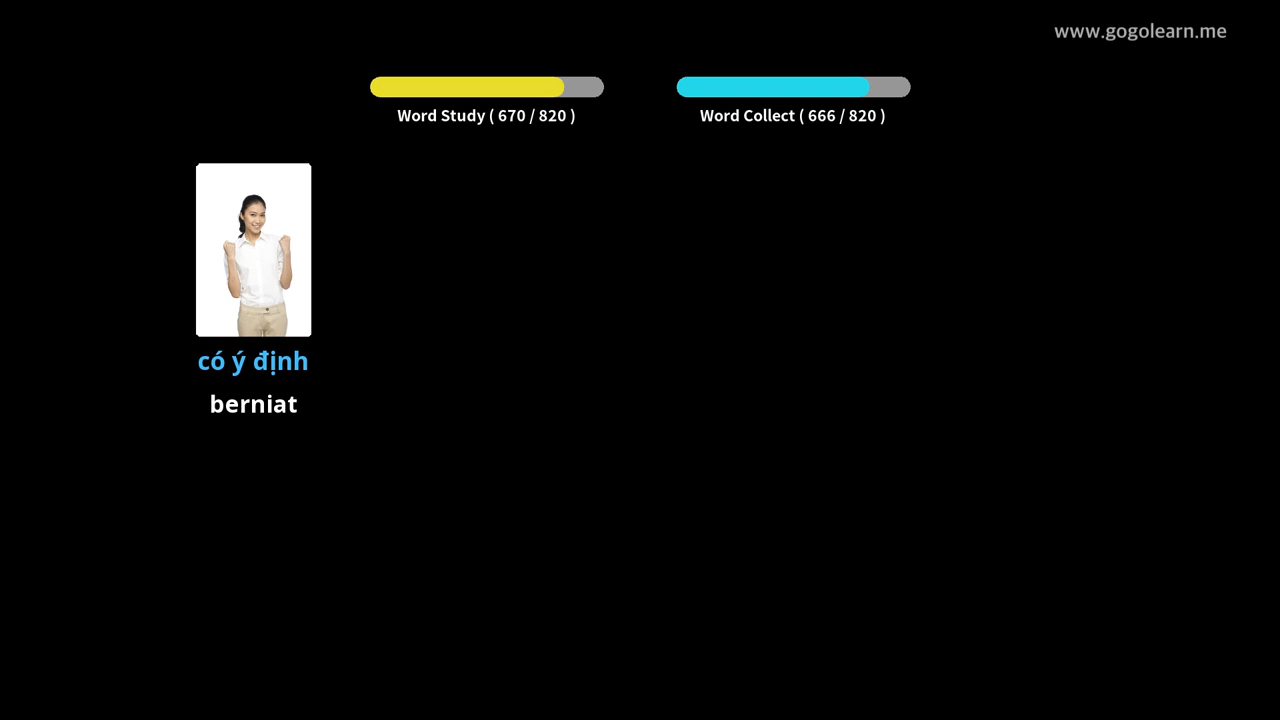 www.gogolearn.me
Word Study ( 670 / 820 )
Word Collect ( 666 / 820 )
có ý định
berniat